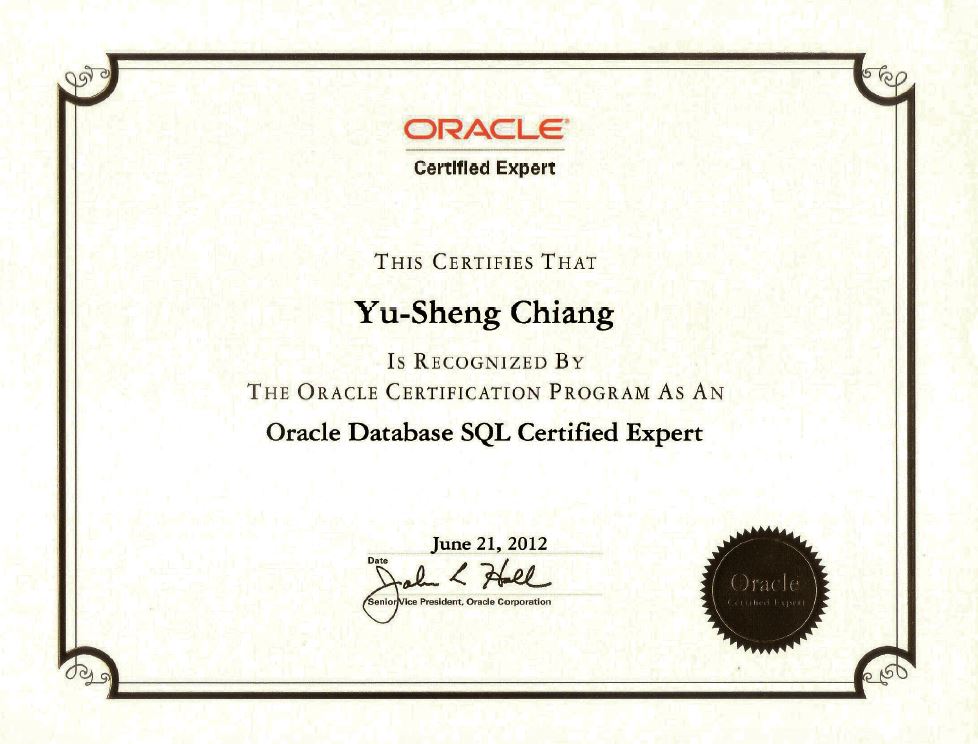 ORACLE®
Certified Expert
THIS CERTIFIES THAT
Yu-Sheng Chiang
IS RECOGNIZED BY
THE ORACLE CERTIFICATION PROGRAM AS AN
Oracle Database SQL Certified Expert
June 21, 2012
Date
John L Hall
Senior Vice President, Oracle Corporation
Oracle
Certified Expert